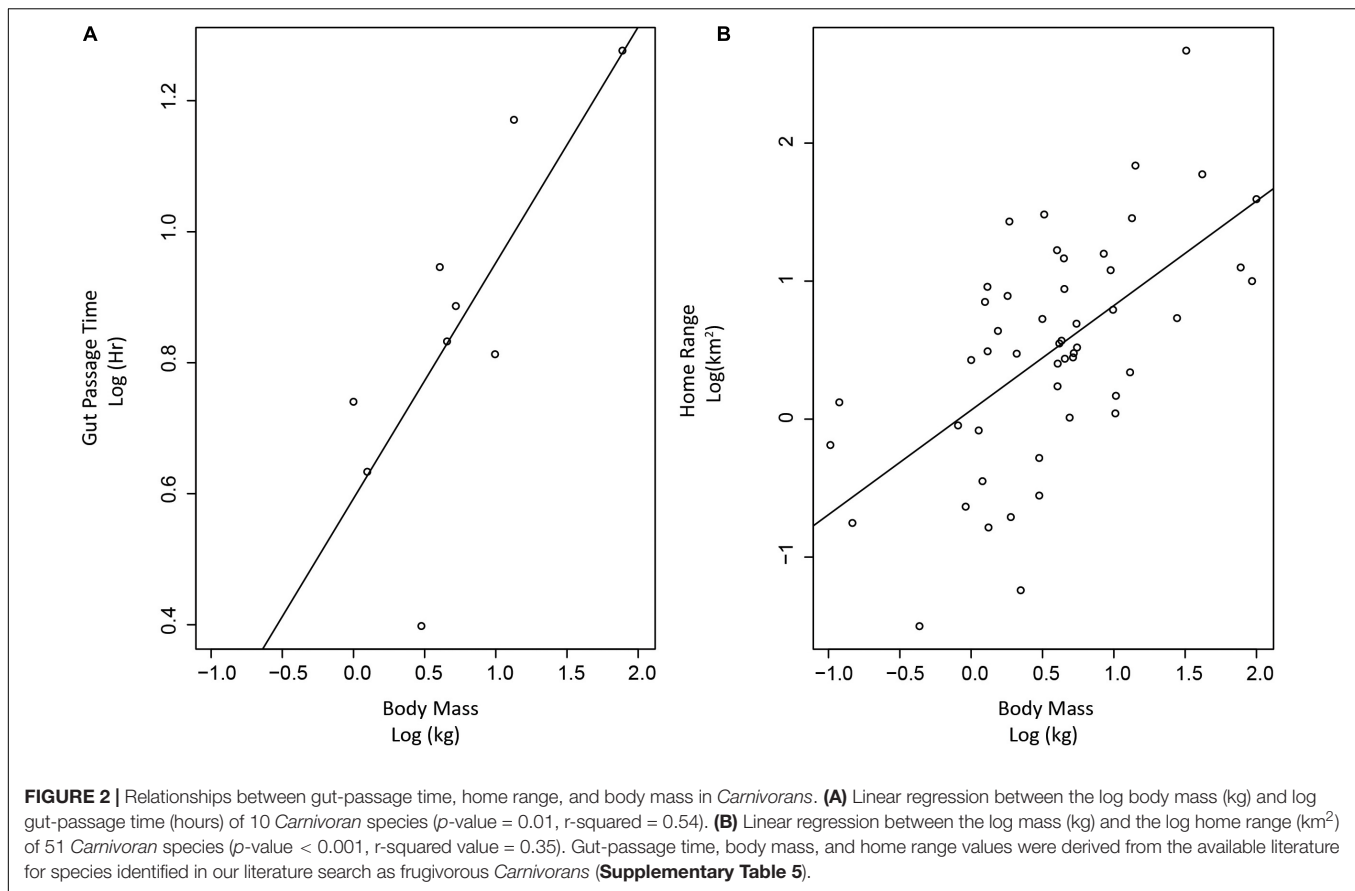 A
Gut Passage Time
Log (Hr)
1.2
1.0
0.8
0.6
0.4
−1.0 −0.5 0.0 0.5 1.0 1.5 2.0
Body Mass
Log (kg)
B
Home Range
Log(km²)
2
1
0
−1
−1.0 −0.5 0.0 0.5 1.0 1.5 2.0
Body Mass
Log (kg)
FIGURE 2 | Relationships between gut-passage time, home range, and body mass in Carnivorans. (A) Linear regression between the log body mass (kg) and log
gut-passage time (hours) of 10 Carnivoran species (p-value = 0.01, r-squared = 0.54). (B) Linear regression between the log mass (kg) and the log home range (km²)
of 51 Carnivoran species (p-value < 0.001, r-squared value = 0.35). Gut-passage time, body mass, and home range values were derived from the available literature
for species identified in our literature search as frugivorous Carnivorans (Supplementary Table 5).